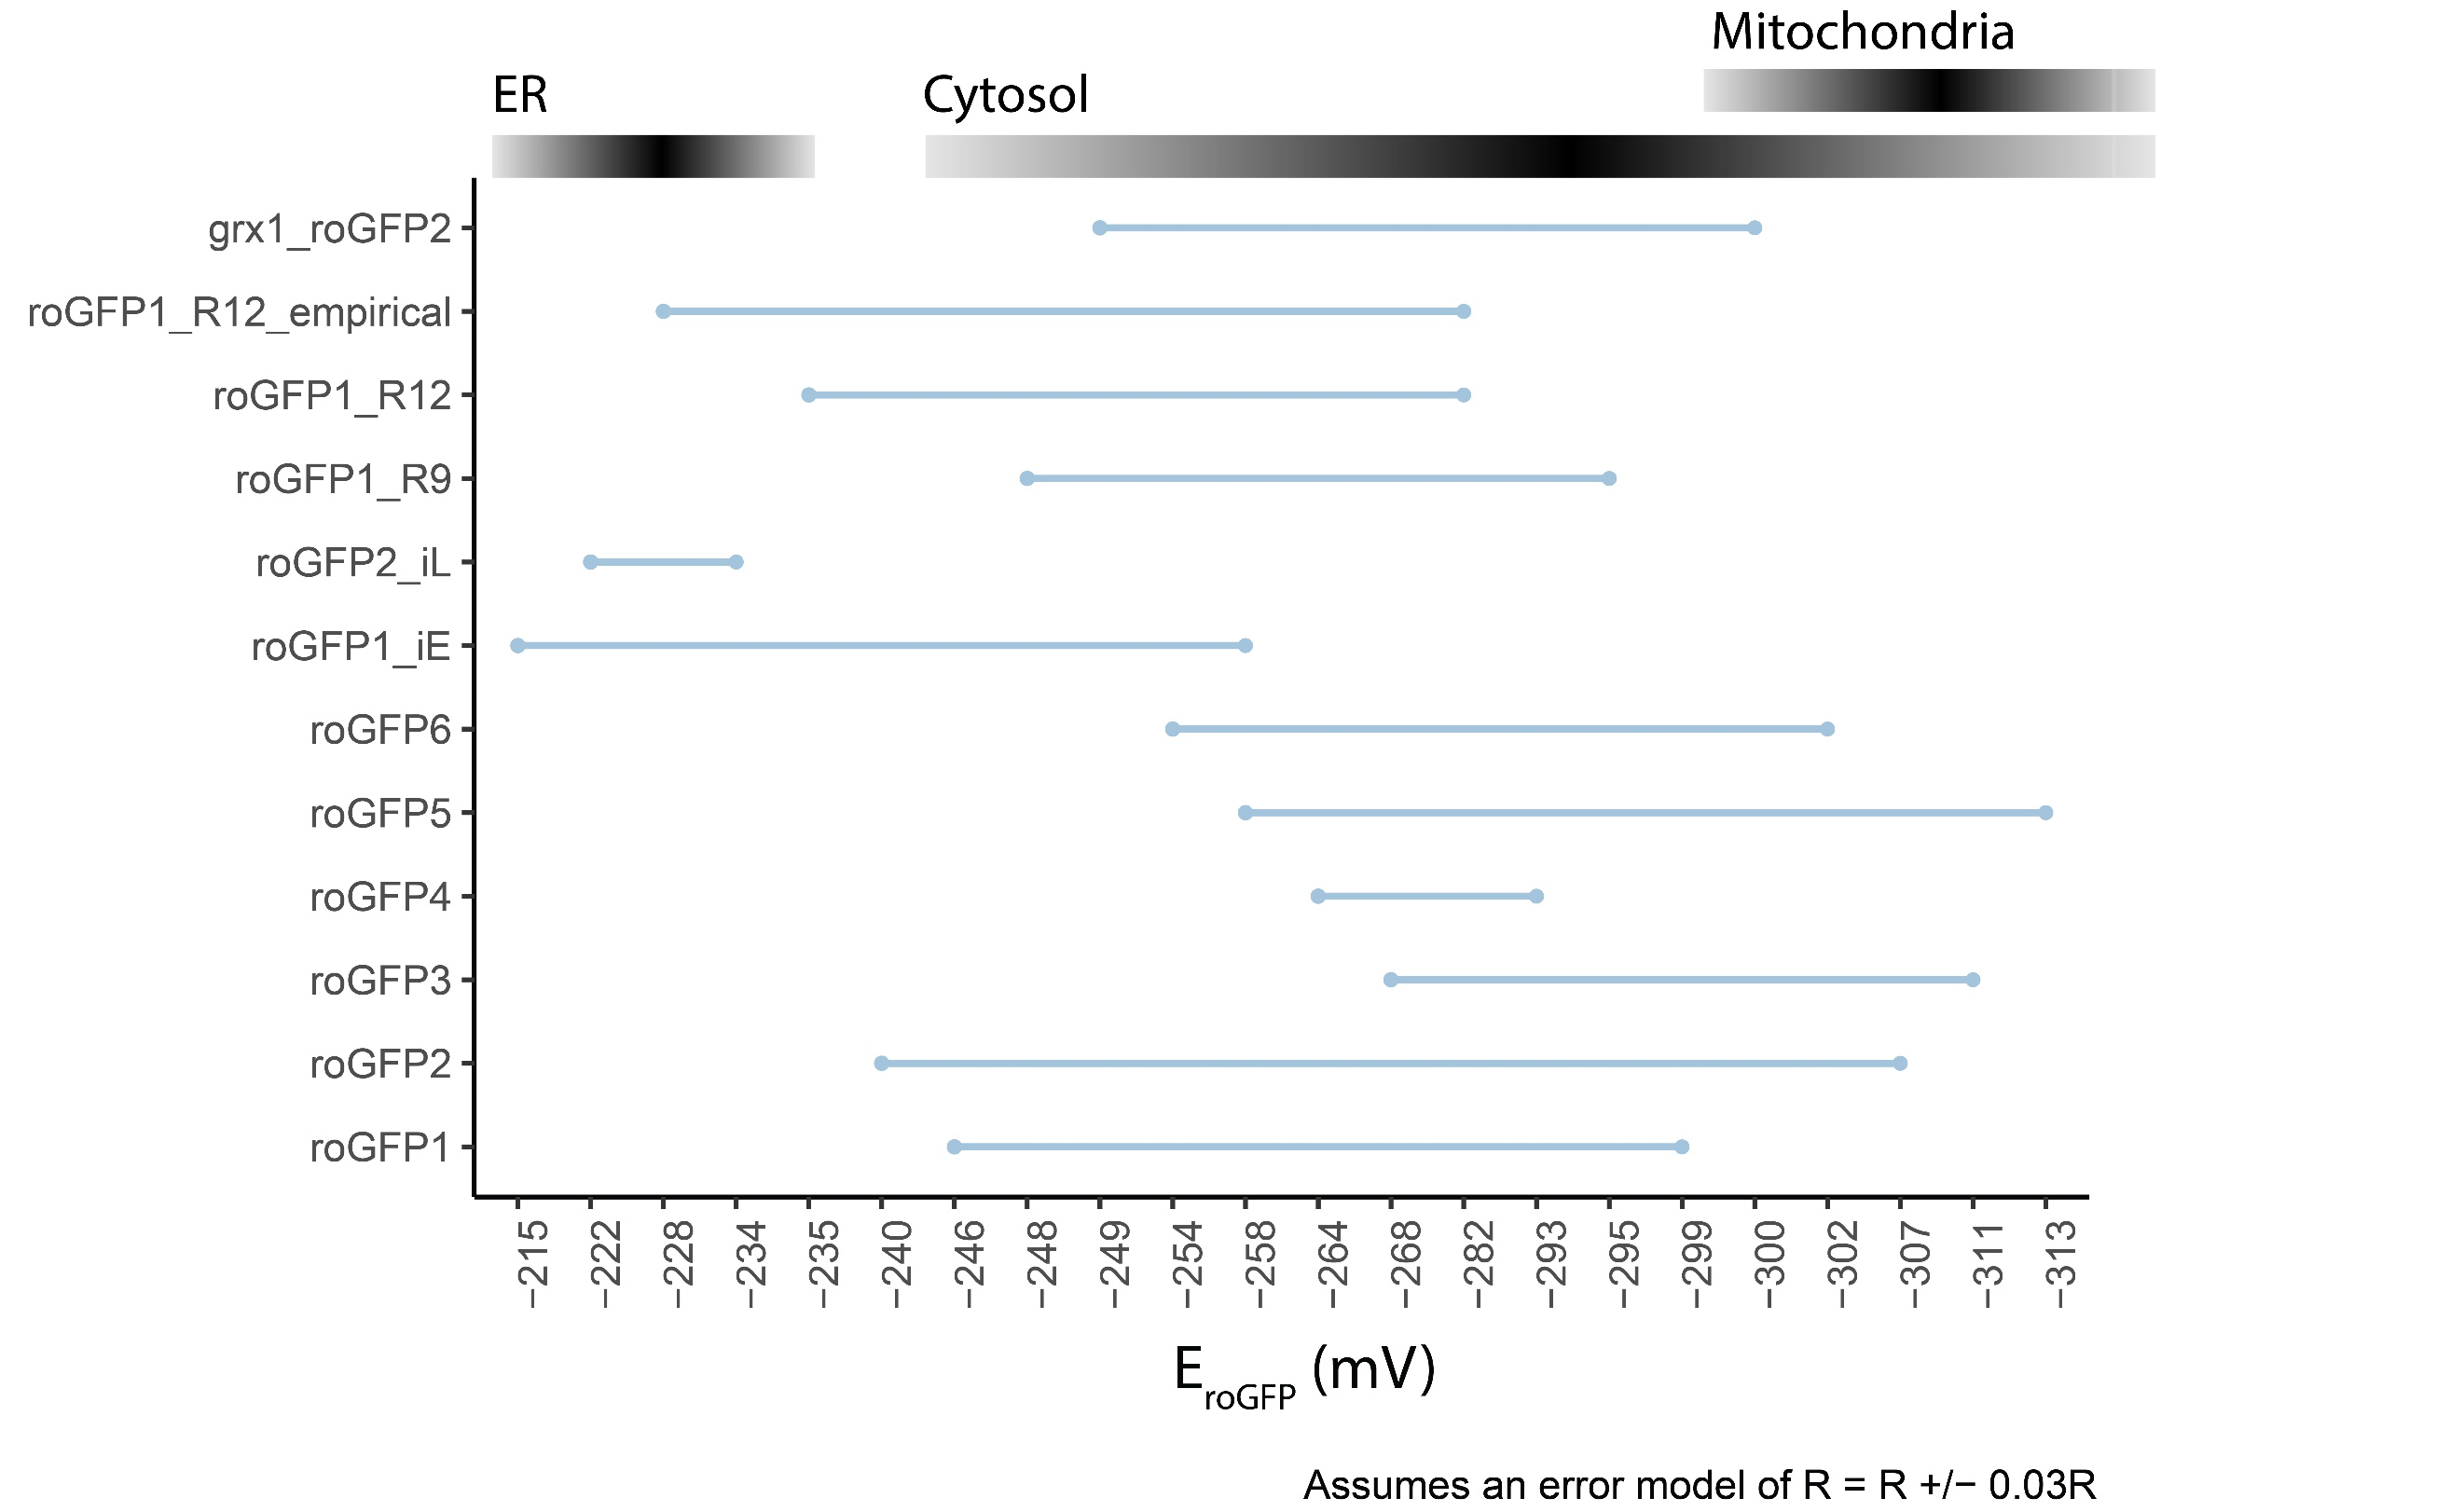 Mitochondria
ER
Cytosol
grx1_roGFP2
roGFP1_R12_empirical
roGFP1_R12
roGFP1_R9
roGFP2_iL
roGFP1_iE
roGFP6
roGFP5
roGFP4
roGFP3
roGFP2
roGFP1
−215 −222 −228 −234 −235 −240 −246 −248 −249 −254 −258 −264 −268 −282 −293 −295 −299 −300 −302 −307 −311 −313
EroGFP (mV)
Assumes an error model of R = R +/− 0.03R